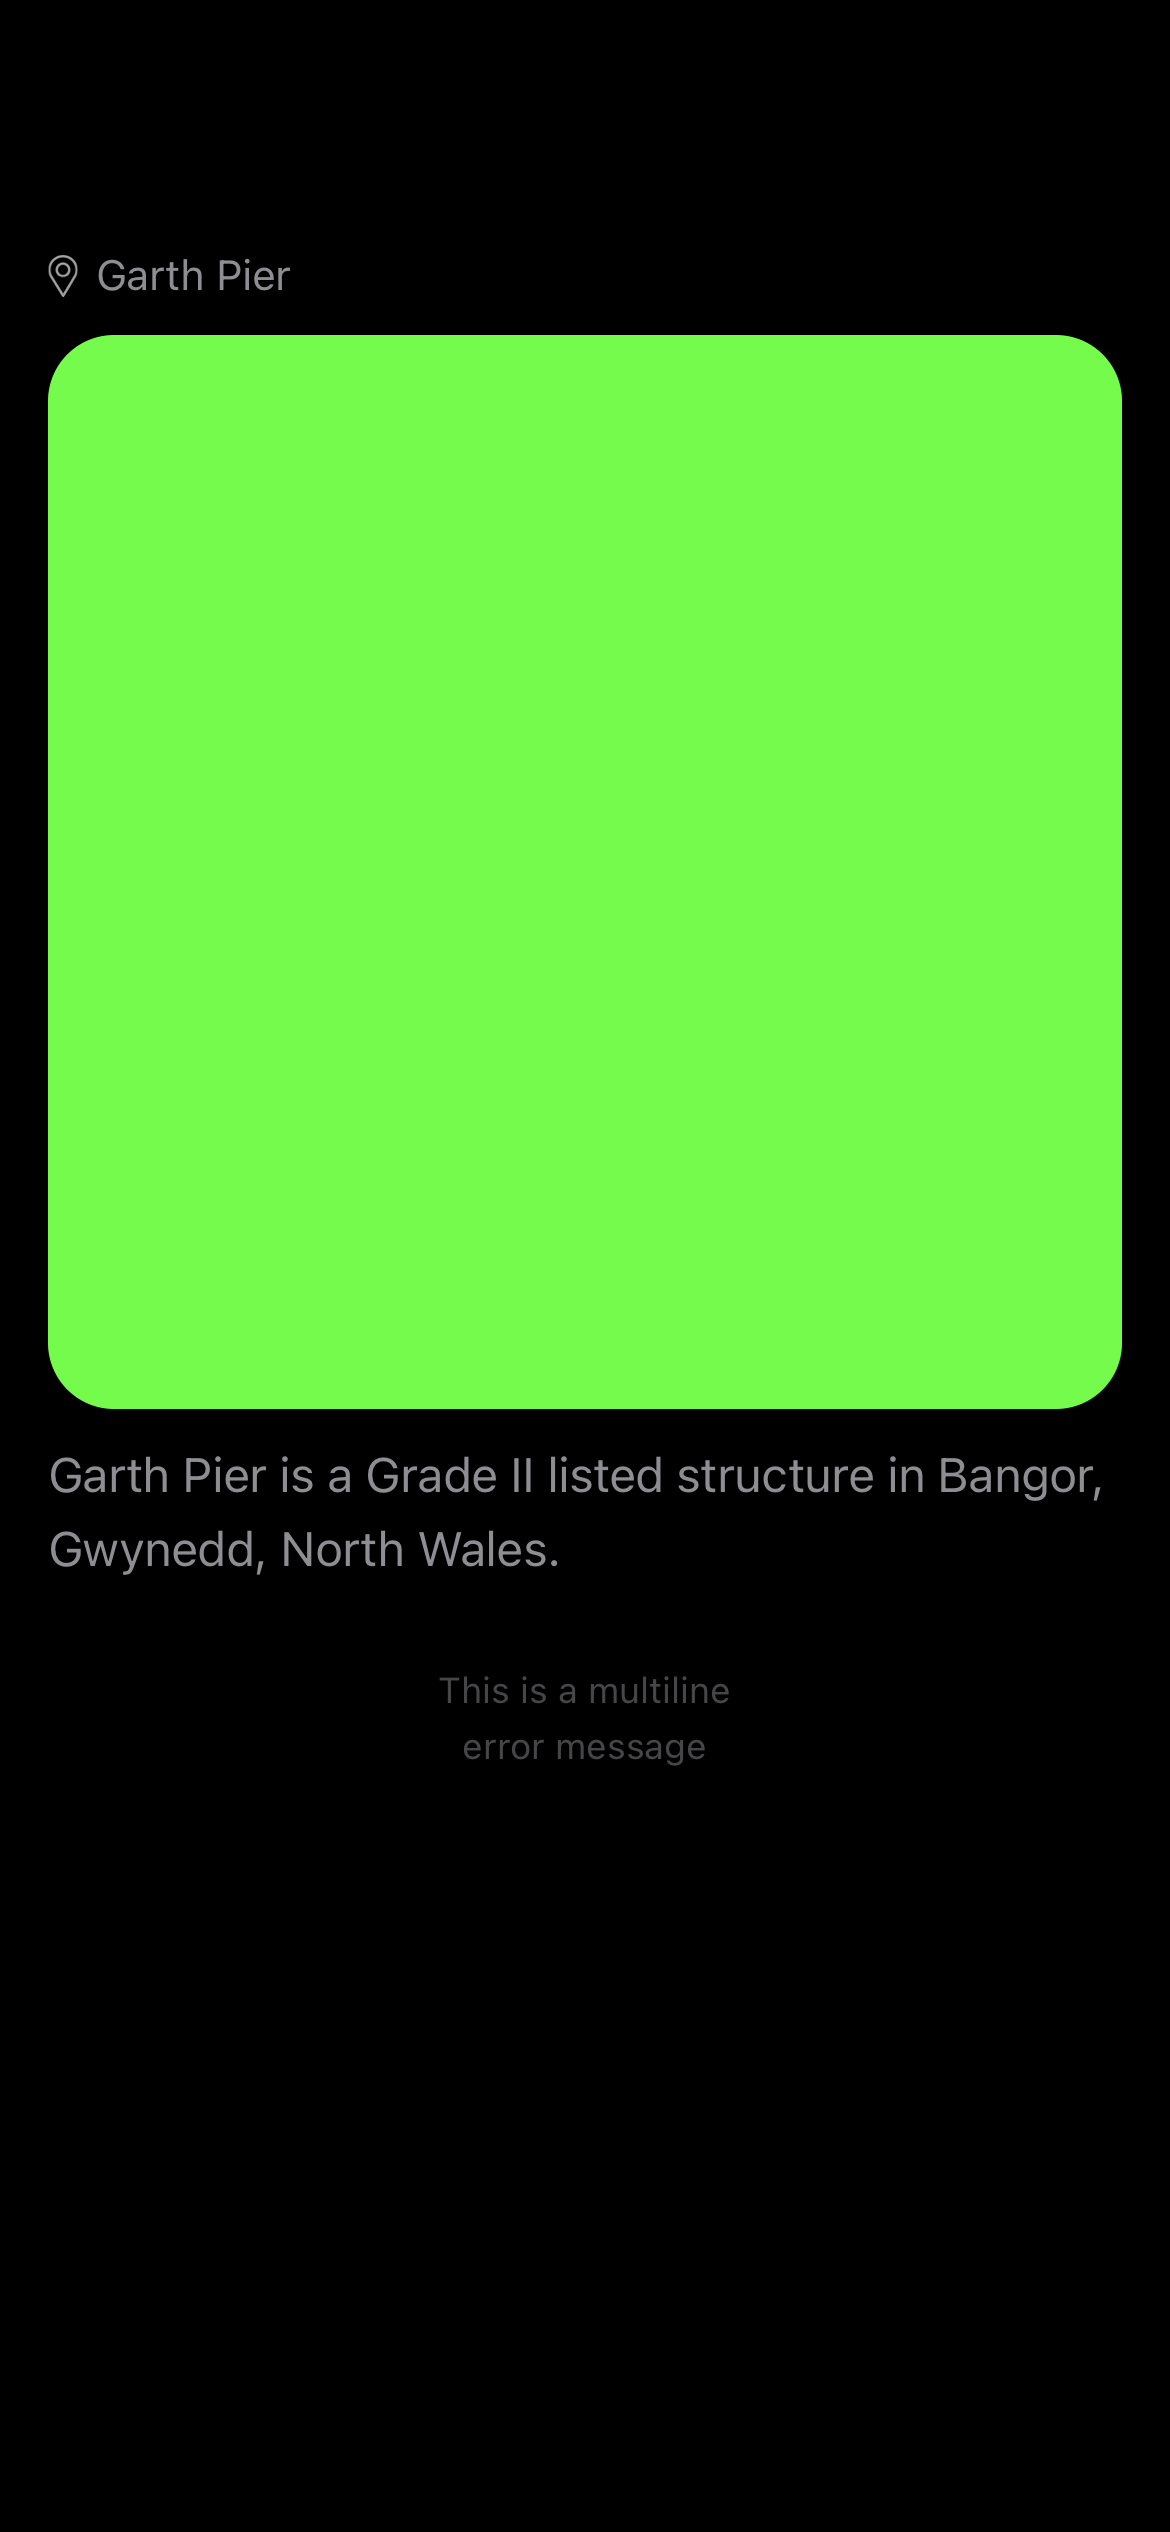 Garth Pier
Garth Pier is a Grade II listed structure in Bangor,
Gwynedd, North Wales.
This is a multiline
error message